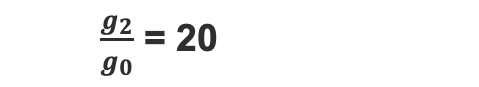 g₂/g₀ = 20